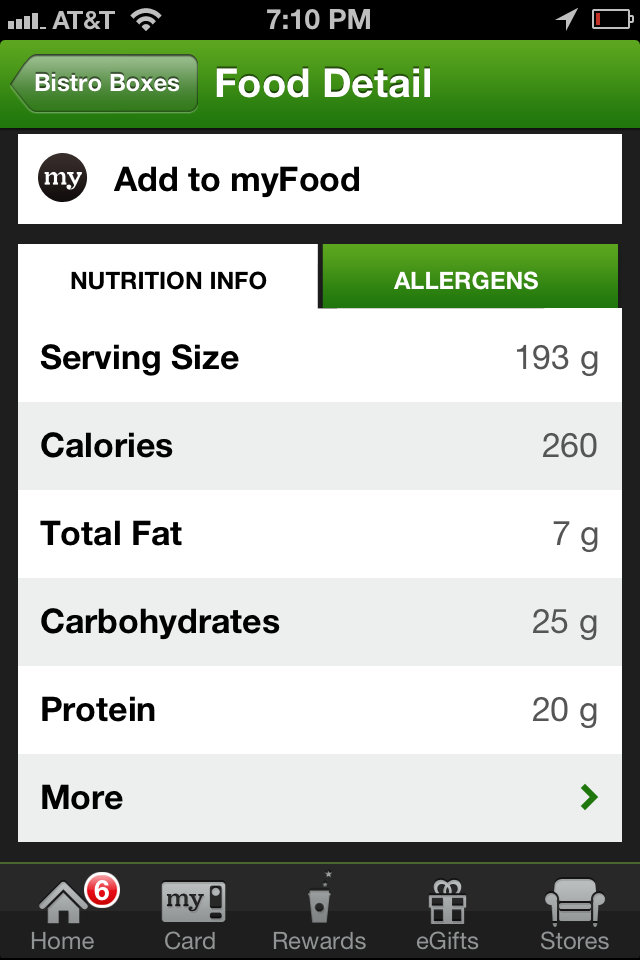 AT&T 7:10 PM
Bistro Boxes Food Detail
my Add to myFood
NUTRITION INFO ALLERGENS
Serving Size 193 g
Calories 260
Total Fat 7 g
Carbohydrates 25 g
Protein 20 g
More
6
my
Home Card Rewards eGifts Stores